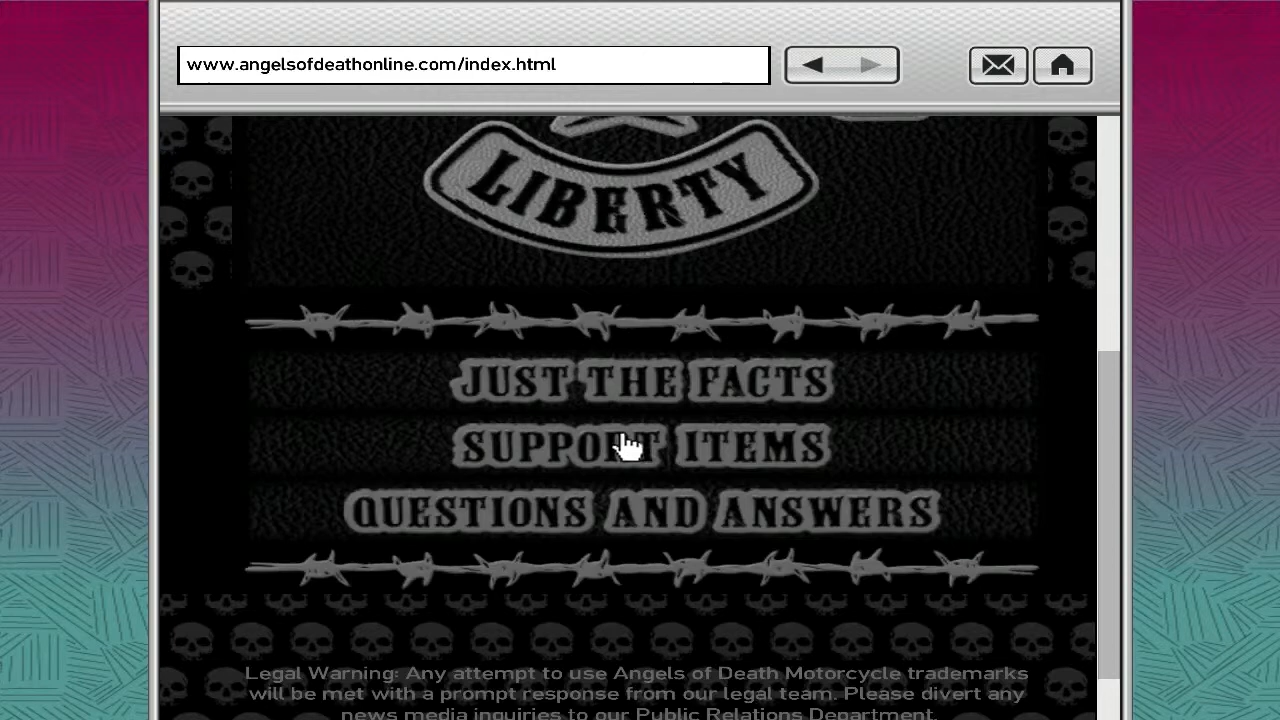 www.angelsofdeathonline.com/index.html
LIBERTY
JUST THE FACTS
SUPPORT ITEMS
QUESTIONS AND ANSWERS
Legal Warning: Any attempt to use Angels of Death Motorcycle trademarks
will be met with a prompt response from our legal team. Please divert any
news media inquiries to our Public Relations Department.